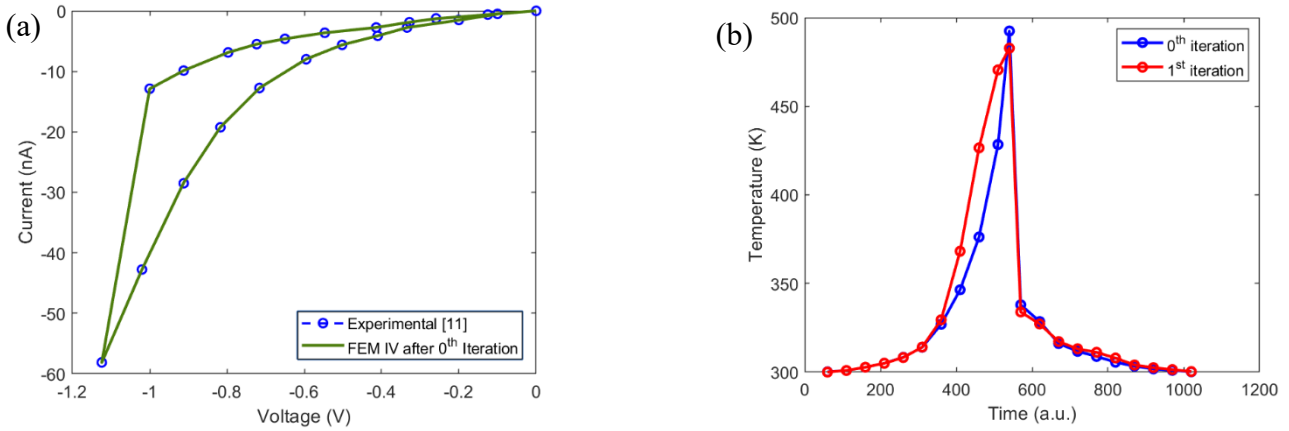 (a)
0
-10
-20
-30
-40
-50
-60
Current (nA)
-1.2
-1
-0.8
-0.6
-0.4
-0.2
0
Voltage (V)
Experimental [11]
FEM IV after 0th Iteration
(b)
500
450
400
350
300
Temperature (K)
0
200
400
600
800
1000
1200
Time (a.u.)
0th iteration
1st iteration